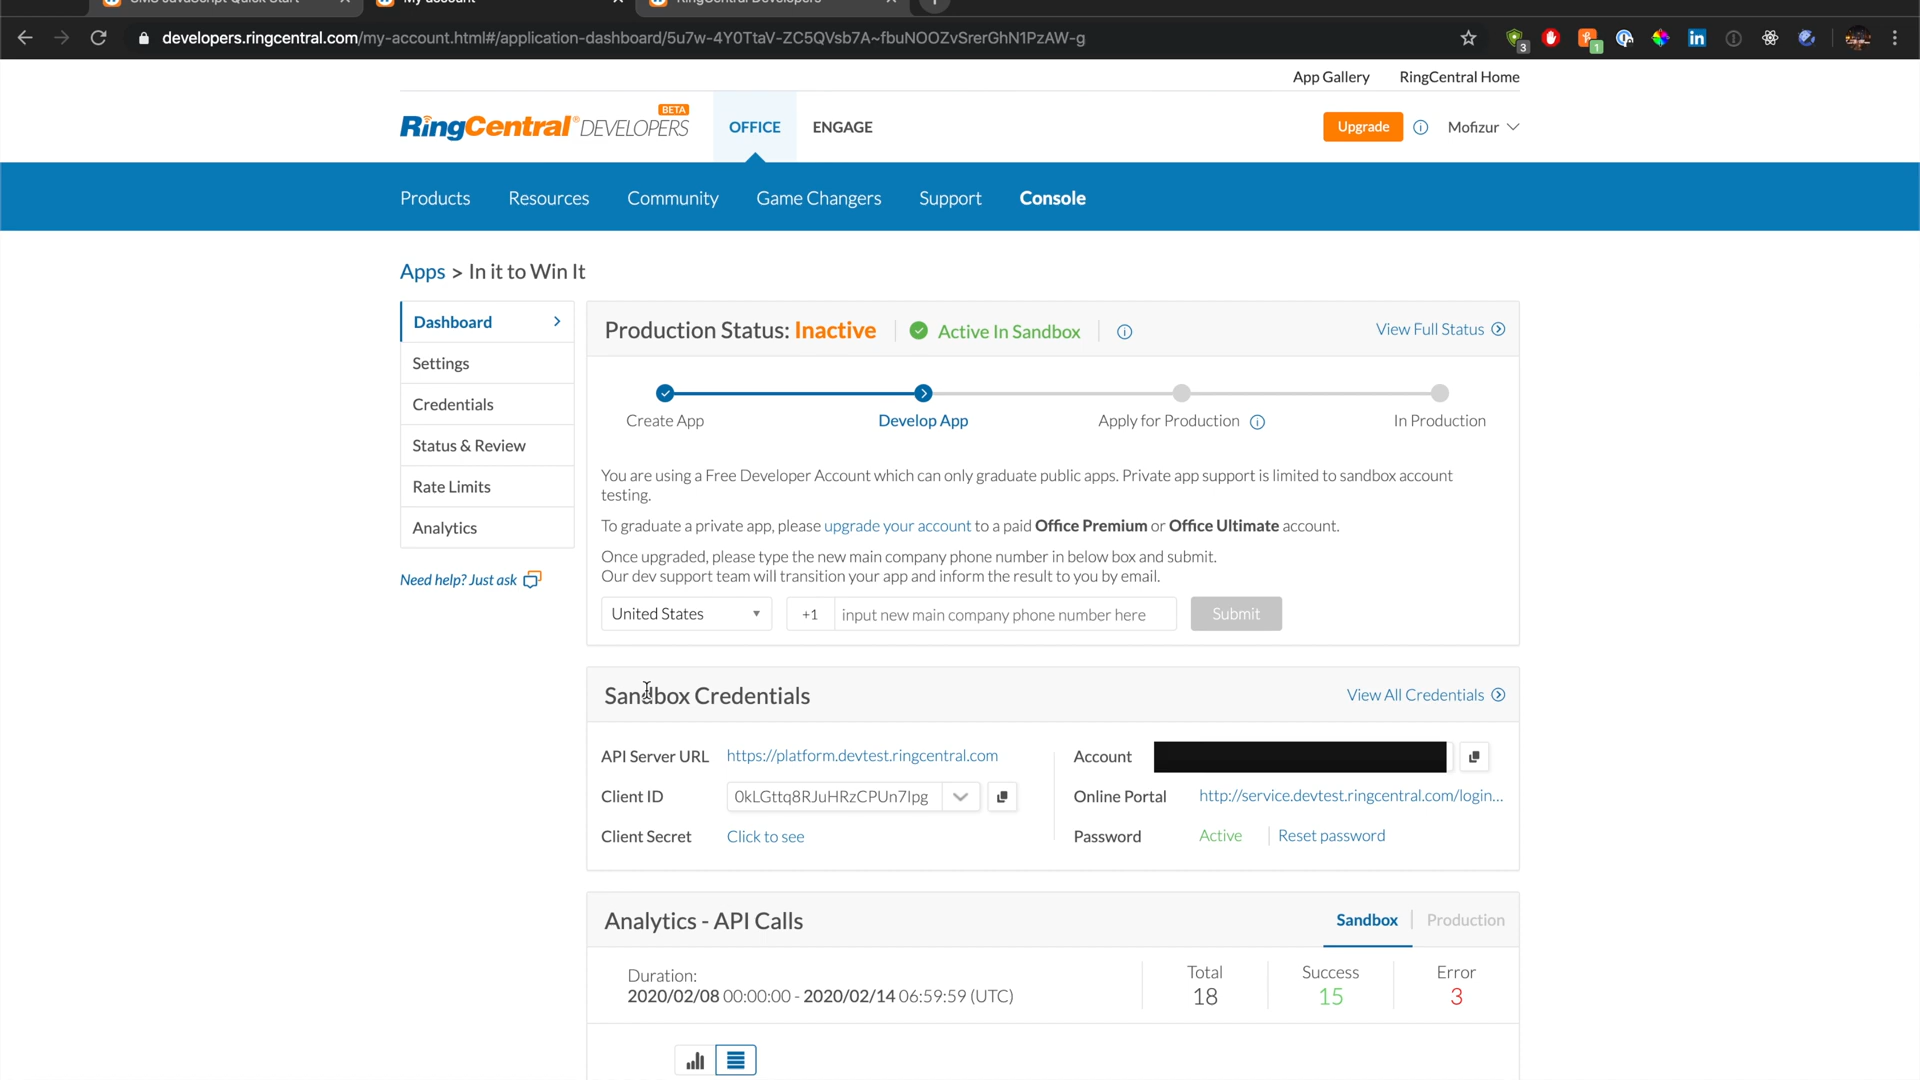 SMS JavaScript Quick Start
My account
RingCentral Developers
developers.ringcentral.com/my-account.html#/application-dashboard/5u7w-4Y0TtaV-ZC5QVsb7A~fbuNOOZvSrerGhN1PzAW-g
3
1
App Gallery RingCentral Home
RingCentral® DEVELOPERS BETA
OFFICE ENGAGE
Upgrade Mofizur
Products Resources Community Game Changers Support Console
Apps > In it to Win It
Dashboard
Settings
Credentials
Status & Review
Rate Limits
Analytics
Need help? Just ask
Production Status: Inactive Active In Sandbox View Full Status
Create App Develop App Apply for Production In Production
You are using a Free Developer Account which can only graduate public apps. Private app support is limited to sandbox account
testing.
To graduate a private app, please upgrade your account to a paid Office Premium or Office Ultimate account.
Once upgraded, please type the new main company phone number in below box and submit.
Our dev support team will transition your app and inform the result to you by email.
United States +1 input new main company phone number here Submit
Sandbox Credentials View All Credentials
API Server URL https://platform.devtest.ringcentral.com
Client ID 0kLGttq8RJuHRzCPUn7Ipg
Client Secret Click to see
Account
Online Portal http://service.devtest.ringcentral.com/login...
Password Active Reset password
Analytics - API Calls Sandbox Production
Duration:
2020/02/08 00:00:00 - 2020/02/14 06:59:59 (UTC)
Total Success Error
18 15 3